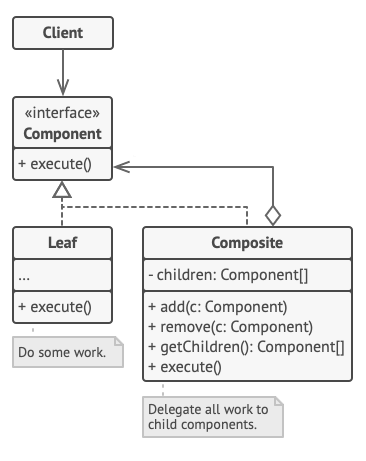 Client
«interface»
Component
+ execute()
Leaf
...
+ execute()
Do some work.
Composite
- children: Component[]
+ add(c: Component)
+ remove(c: Component)
+ getChildren(): Component[]
+ execute()
Delegate all work to
child components.